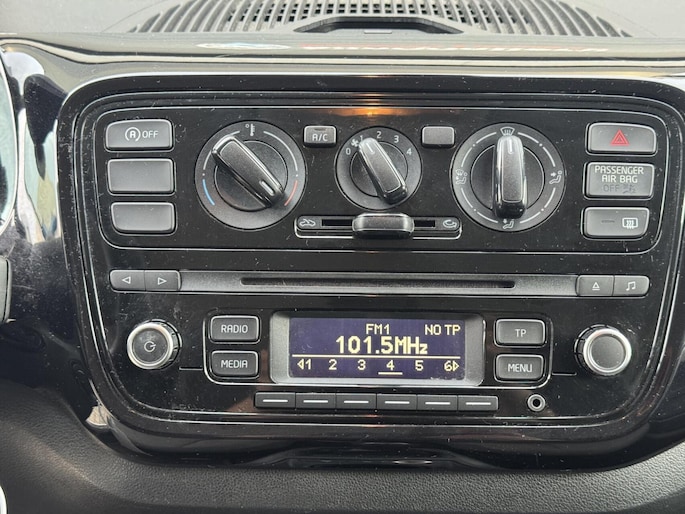 A OFF
A/C
0 1 2 3 4
PASSENGER
AIR BAG
OFF
RADIO
MEDIA
FM1 NO TP
101.5MHz
1 2 3 4 5 6
TP
MENU